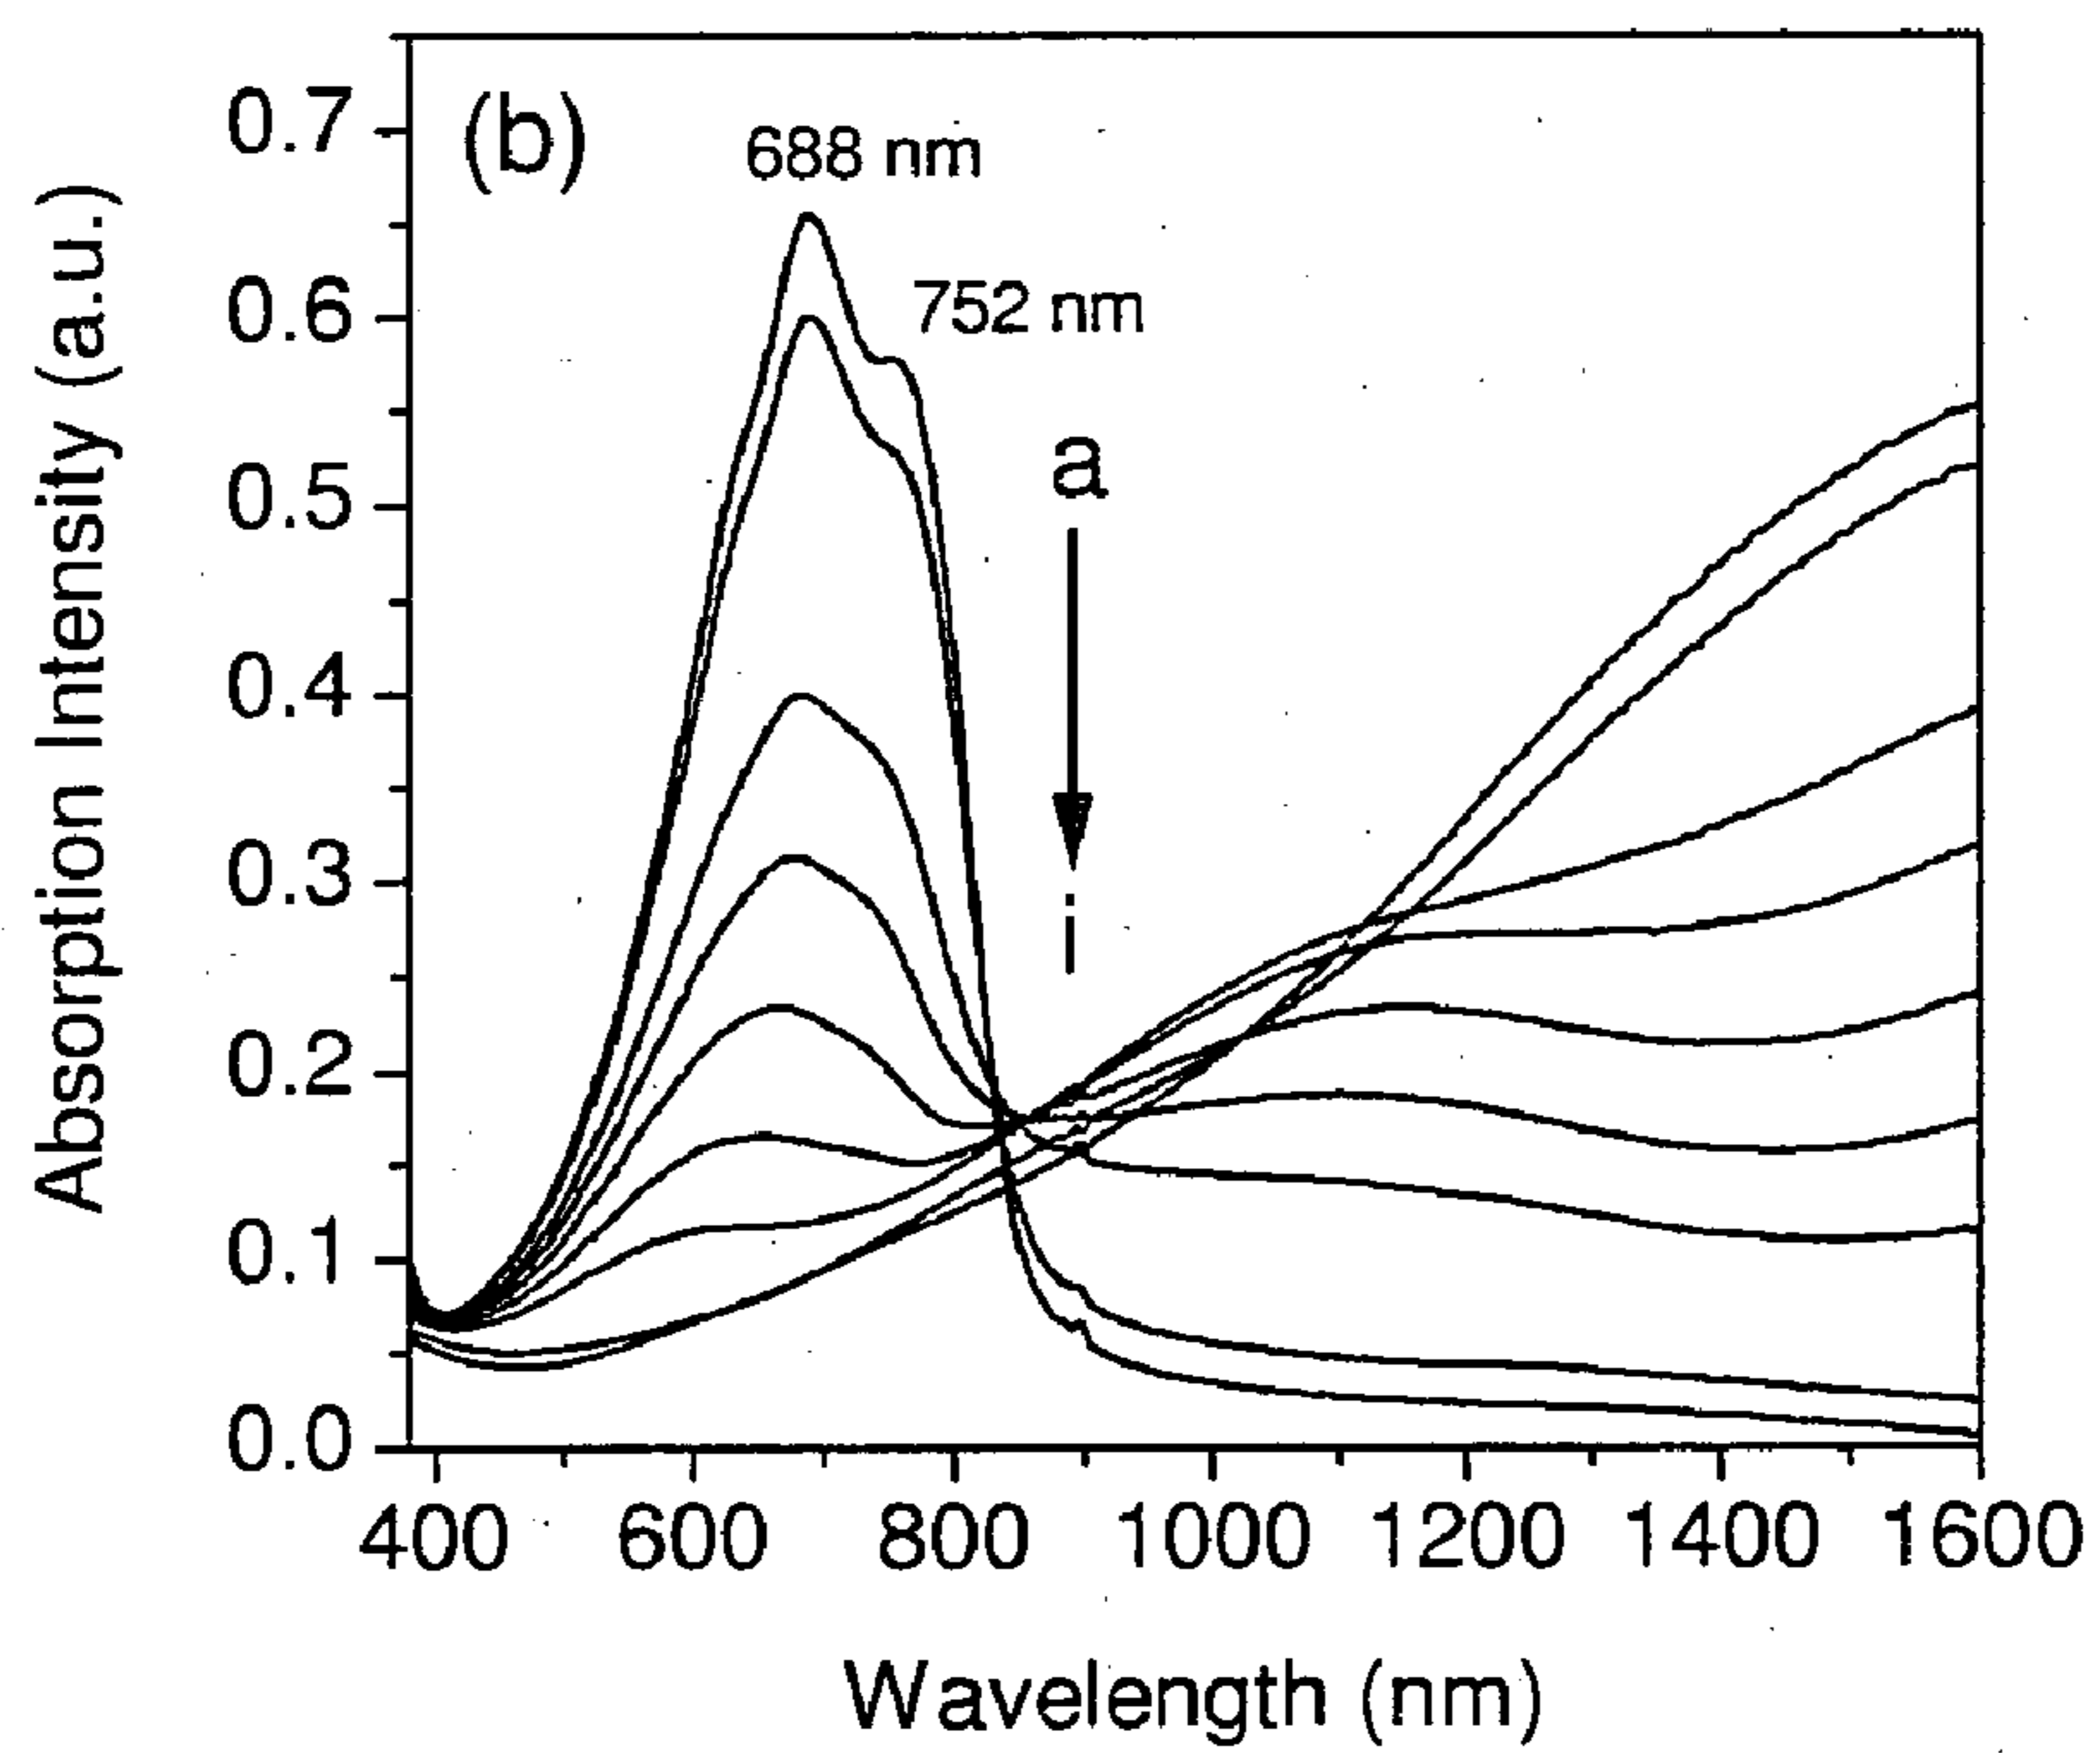 (b)
688 nm
752 nm
a
i
0.7
0.6
0.5
0.4
0.3
0.2
0.1
0.0
Absorption Intensity (a.u.)
400 600 800 1000 1200 1400 1600
Wavelength (nm)